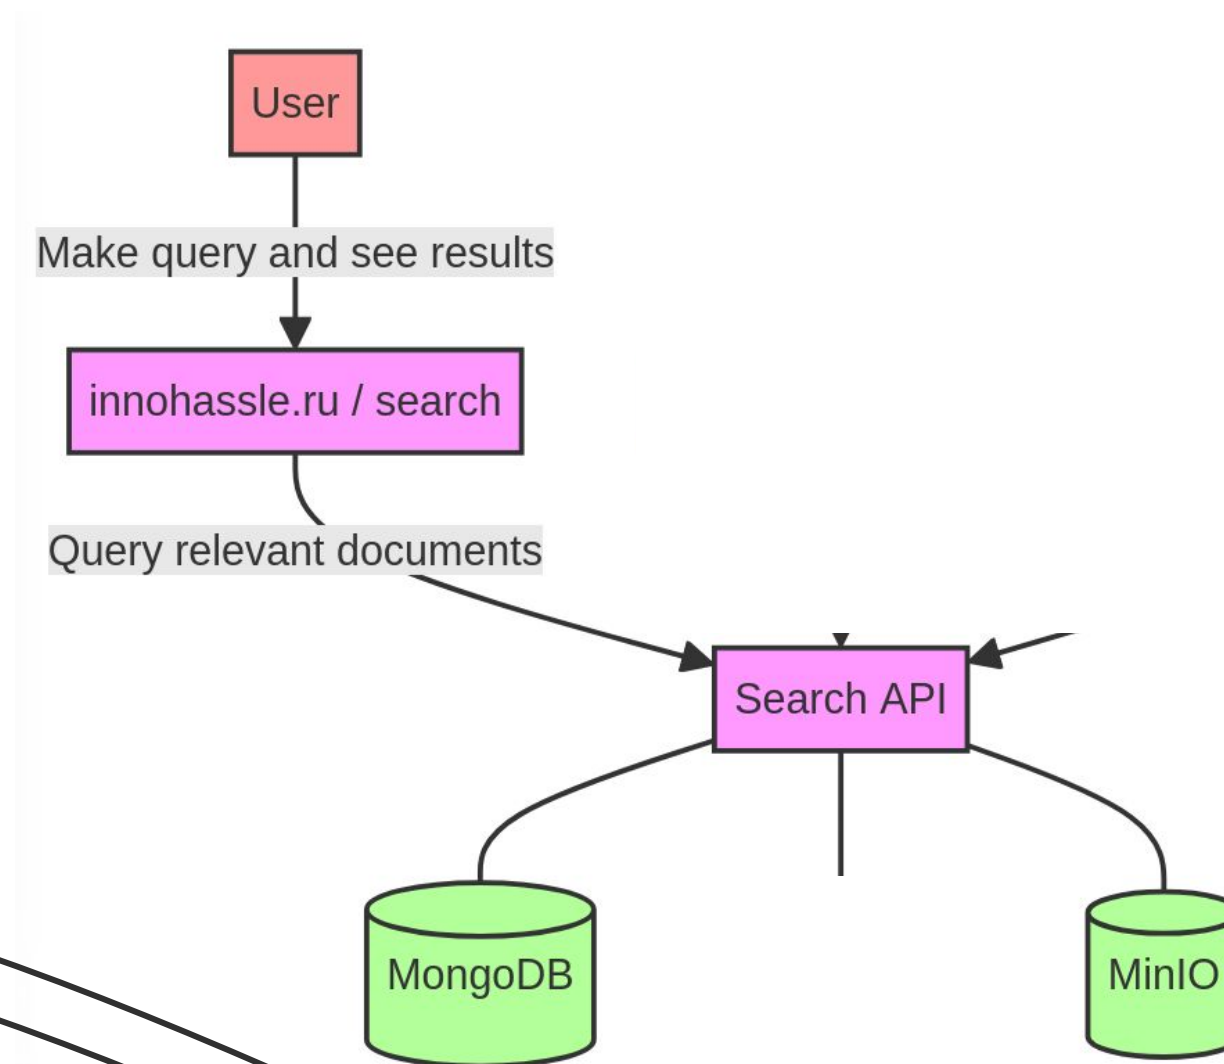 User
Make query and see results
innohassle.ru / search
Query relevant documents
Search API
MongoDB
MinIO